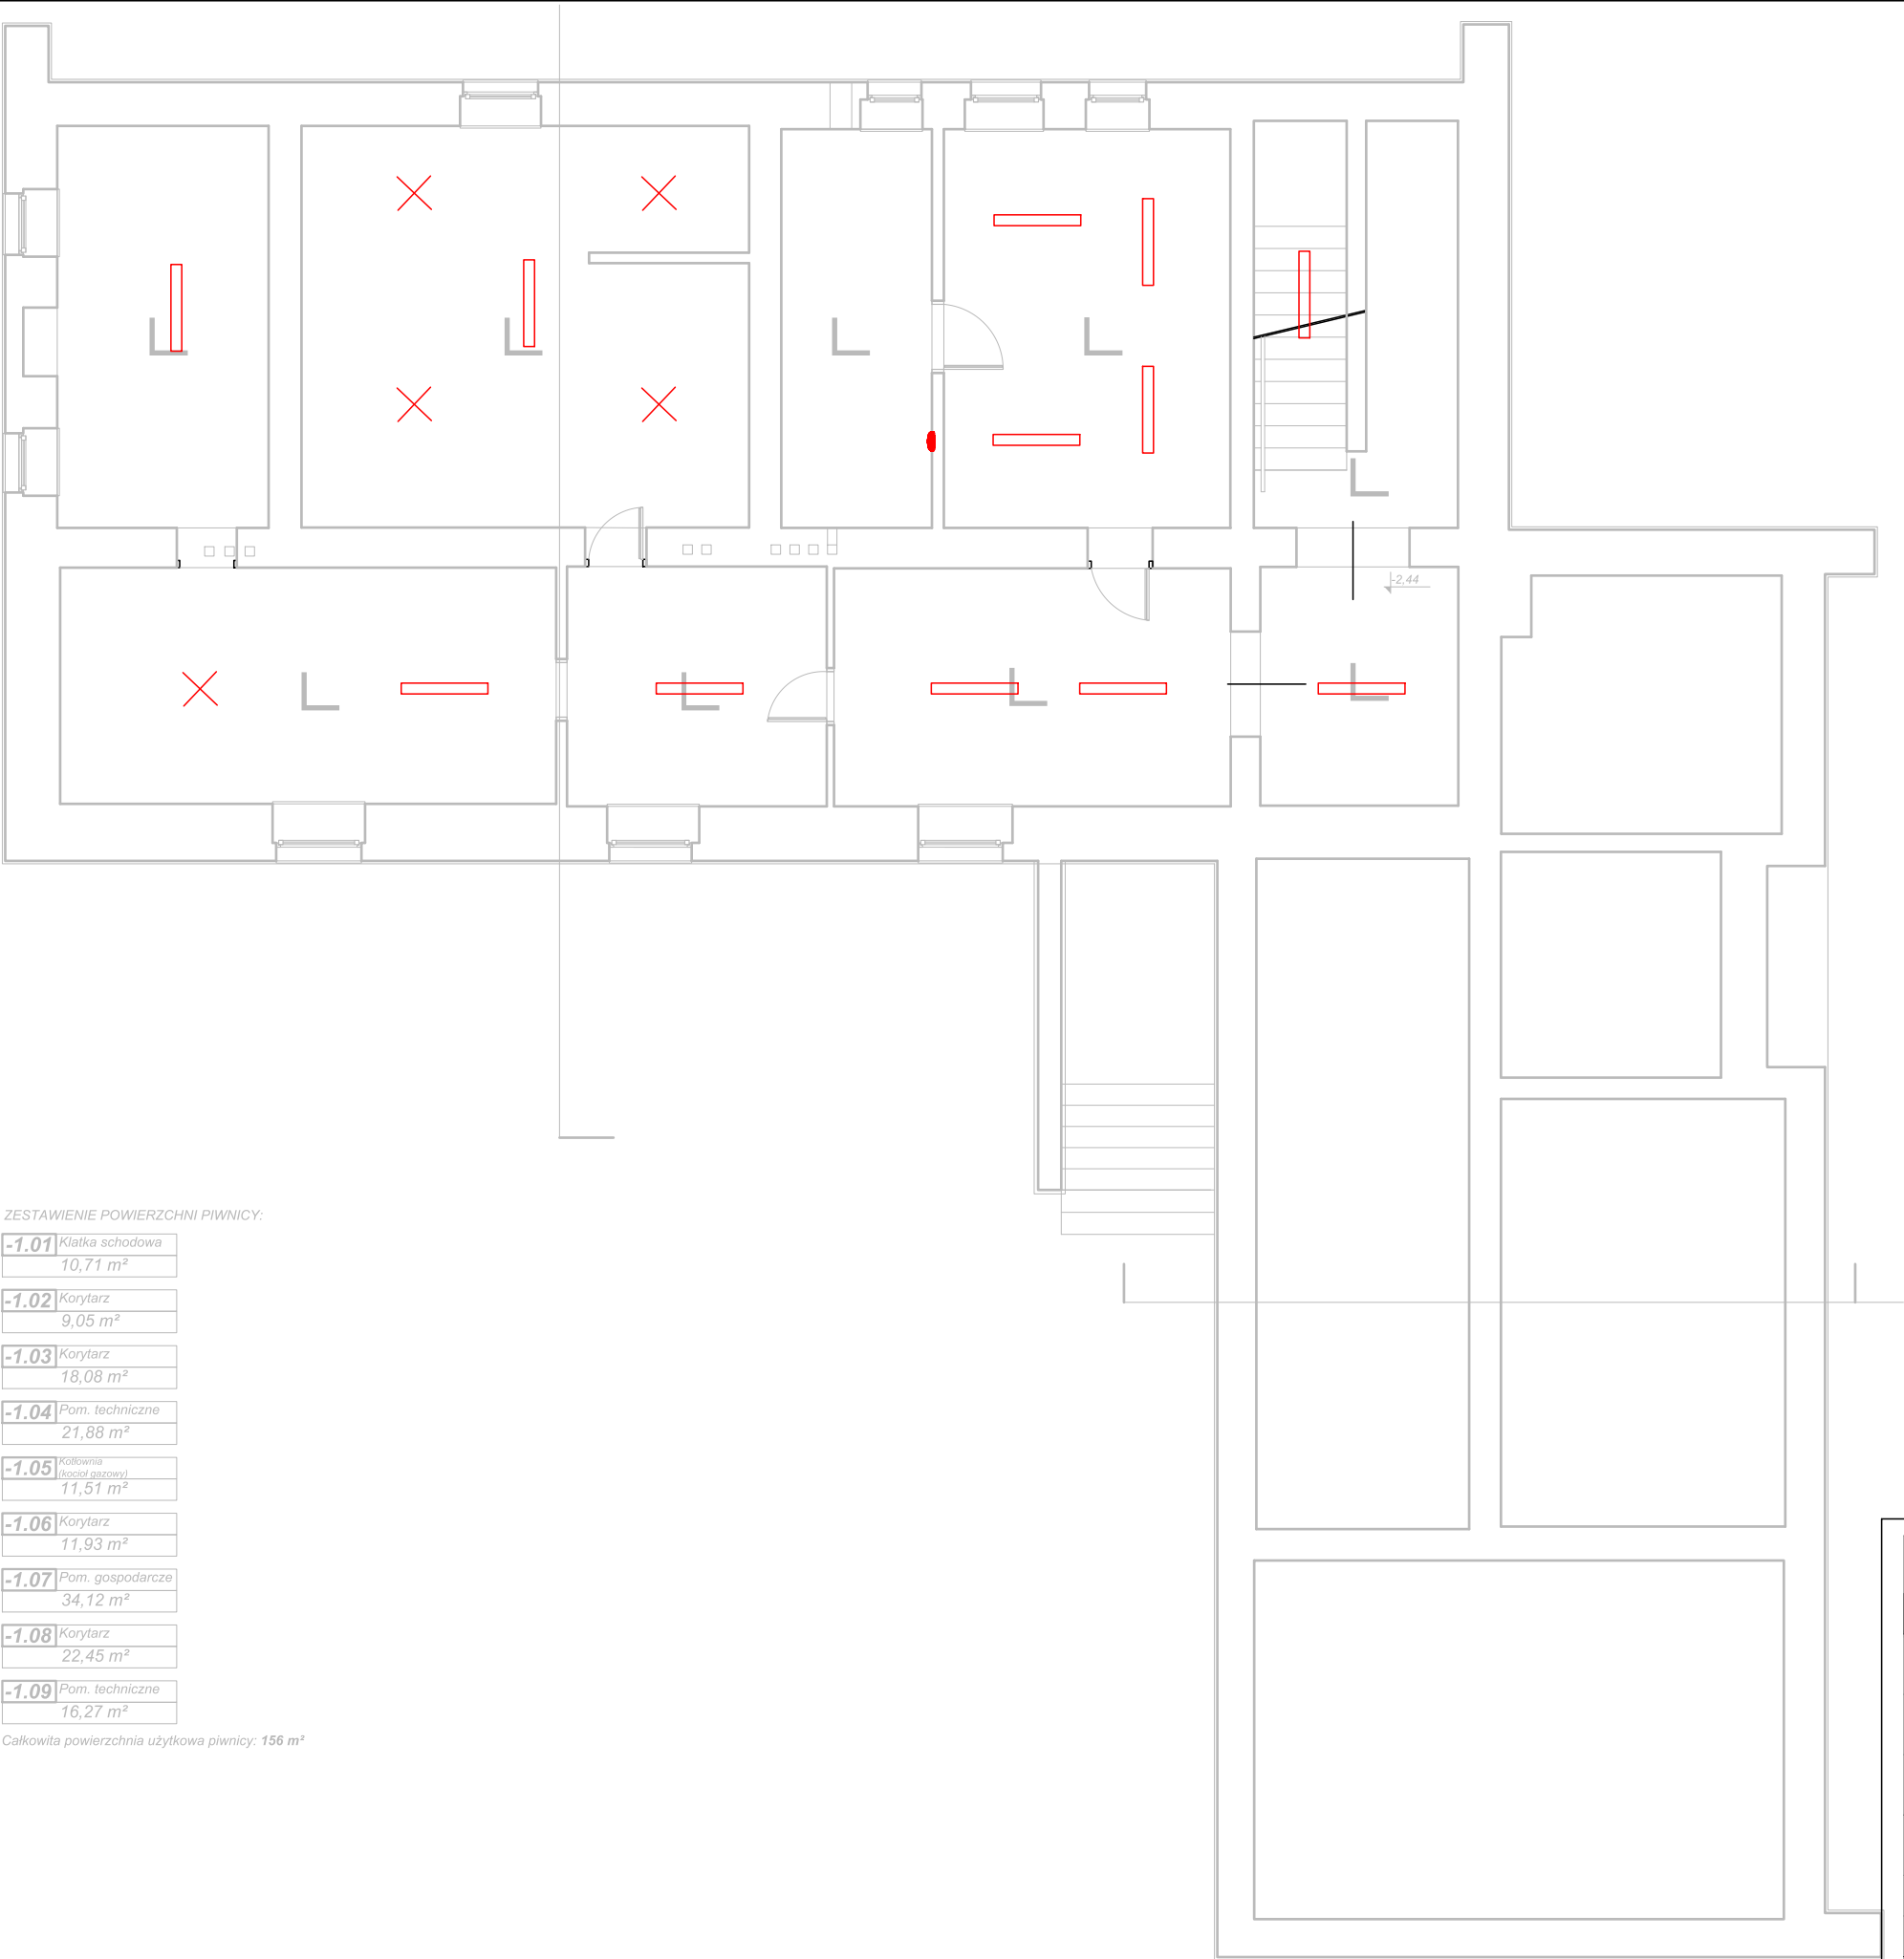 -2,44
ZESTAWIENIE POWIERZCHNI PIWNICY:
-1.01 Klatka schodowa
10,71 m²
-1.02 Korytarz
9,05 m²
-1.03 Korytarz
18,08 m²
-1.04 Pom. techniczne
21,88 m²
-1.05 Kotłownia
(kocioł gazowy)
11,51 m²
-1.06 Korytarz
11,93 m²
-1.07 Pom. gospodarcze
34,12 m²
-1.08 Korytarz
22,45 m²
-1.09 Pom. techniczne
16,27 m²
Całkowita powierzchnia użytkowa piwnicy: 156 m²